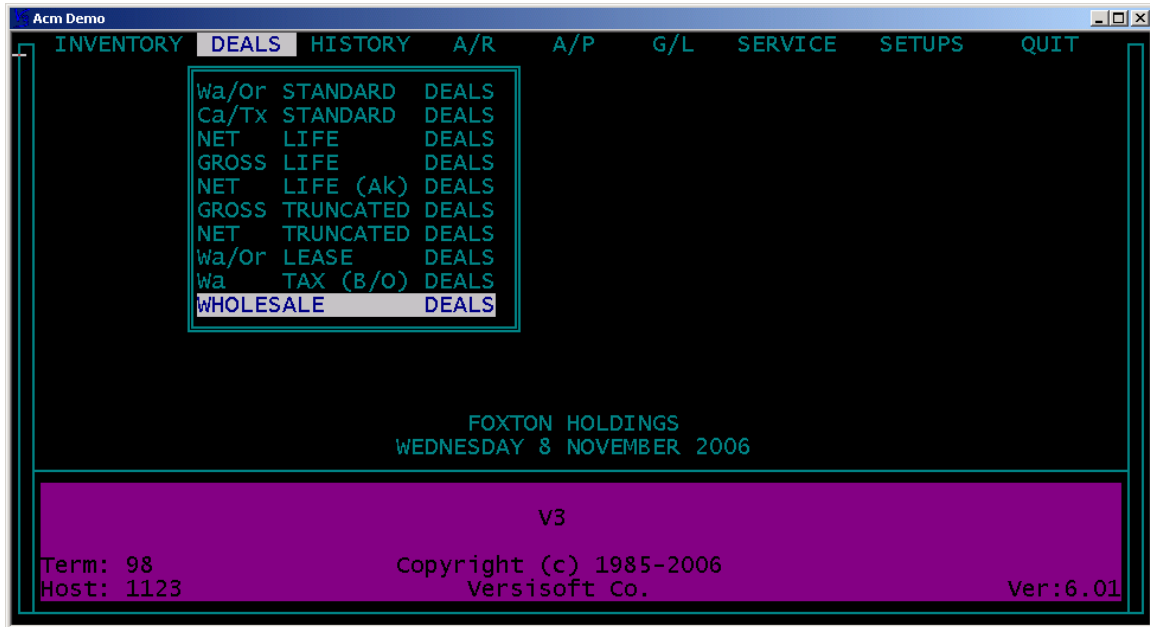 Acm Demo
INVENTORY DEALS HISTORY A/R A/P G/L SERVICE SETUPS QUIT
Wa/Or STANDARD DEALS
Ca/Tx STANDARD DEALS
NET LIFE DEALS
GROSS LIFE DEALS
NET LIFE (Ak) DEALS
GROSS TRUNCATED DEALS
NET TRUNCATED DEALS
Wa/Or LEASE DEALS
Wa TAX (B/O) DEALS
WHOLESALE DEALS
FOXTON HOLDINGS
WEDNESDAY 8 NOVEMBER 2006
V3
Term: 98 Copyright (c) 1985-2006
Host: 1123 Versisoft Co. Ver:6.01